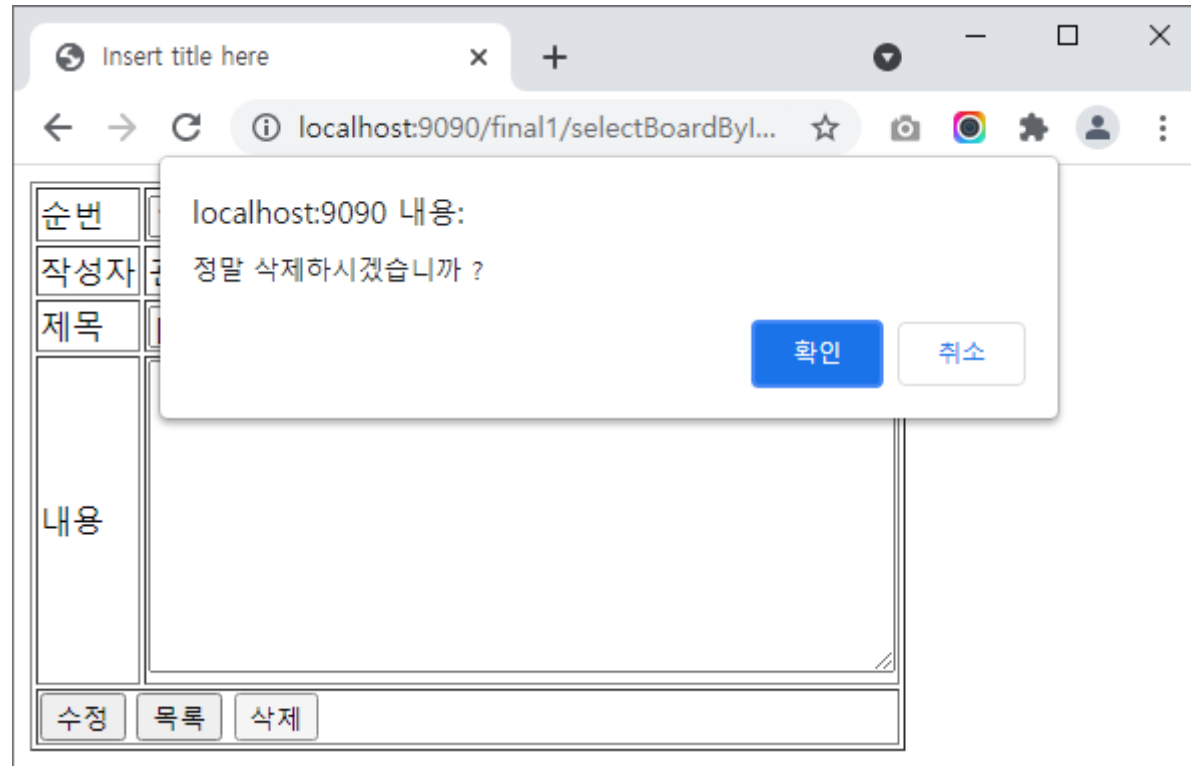 Insert title here
localhost:9090/final1/selectBoardByI...
localhost:9090 내용:
정말 삭제하시겠습니까 ?
확인 취소
순번
작성자
제목
내용
수정 목록 삭제